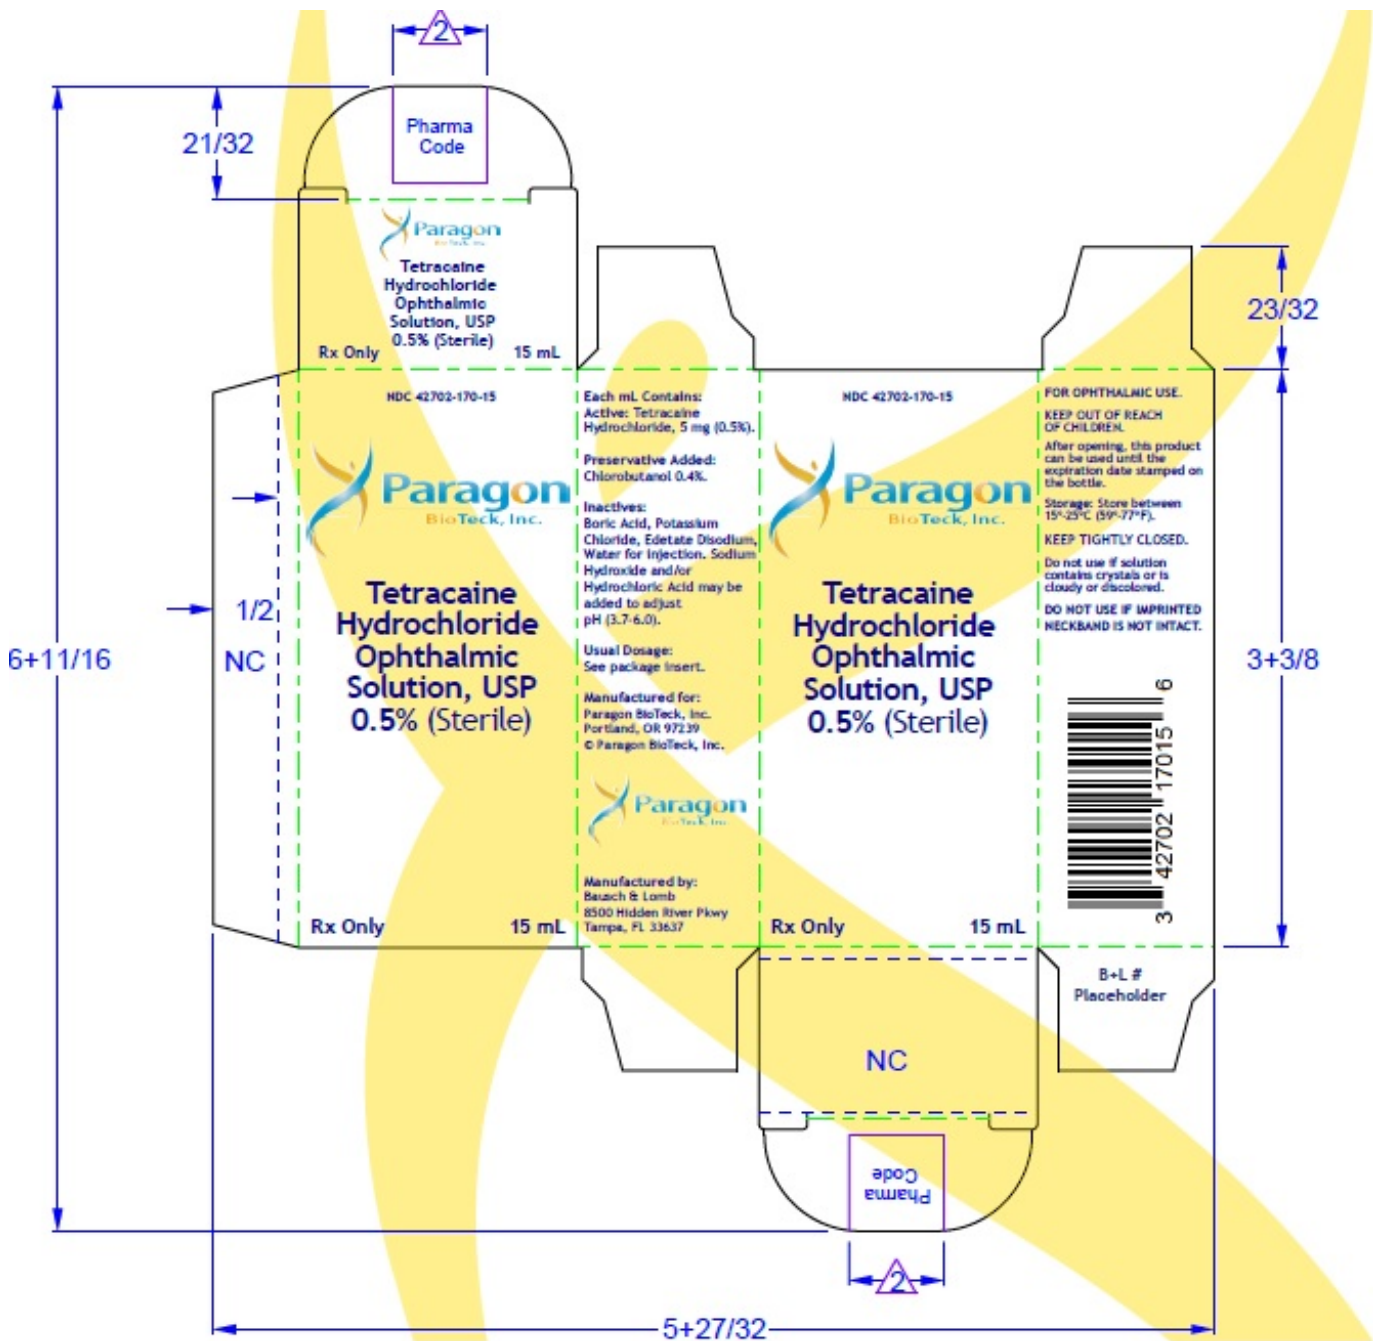 2
21/32
Pharma
Code
Paragon
BioTeck, Inc.
Tetracaine
Hydrochloride
Ophthalmic
Solution, USP
0.5% (Sterile)
Rx Only
15 mL
23/32
NDC 42702-170-15
Paragon
BioTeck, Inc.
Tetracaine
Hydrochloride
Ophthalmic
Solution, USP
0.5% (Sterile)
Rx Only
15 mL
1/2
NC
6+11/16
Each mL Contains:
Active: Tetracaine
Hydrochloride, 5 mg (0.5%).
Preservative Added:
Chlorobutanol 0.4%.
Inactives:
Boric Acid, Potassium
Chloride, Edetate Disodium,
Water for Injection. Sodium
Hydroxide and/or
Hydrochloric Acid may be
added to adjust
pH (3.7-6.0).
Usual Dosage:
See package insert.
Manufactured for:
Paragon BioTeck, Inc.
Portland, OR 97239
© Paragon BioTeck, Inc.
Paragon
BioTeck, Inc.
Manufactured by:
Bausch & Lomb
8500 Hidden River Pkwy
Tampa, FL 33637
NDC 42702-170-15
Paragon
BioTeck, Inc.
Tetracaine
Hydrochloride
Ophthalmic
Solution, USP
0.5% (Sterile)
Rx Only
15 mL
FOR OPHTHALMIC USE.
KEEP OUT OF REACH
OF CHILDREN.
After opening, this product
can be used until the
expiration date stamped on
the bottle.
Storage: Store between
15°-25°C (59°-77°F).
KEEP TIGHTLY CLOSED.
Do not use if solution
contains crystals or is
cloudy or discolored.
DO NOT USE IF IMPRINTED
NECKBAND IS NOT INTACT.
3 42702 17015 6
3+3/8
B+L #
Placeholder
NC
Pharma
Code
2
5+27/32